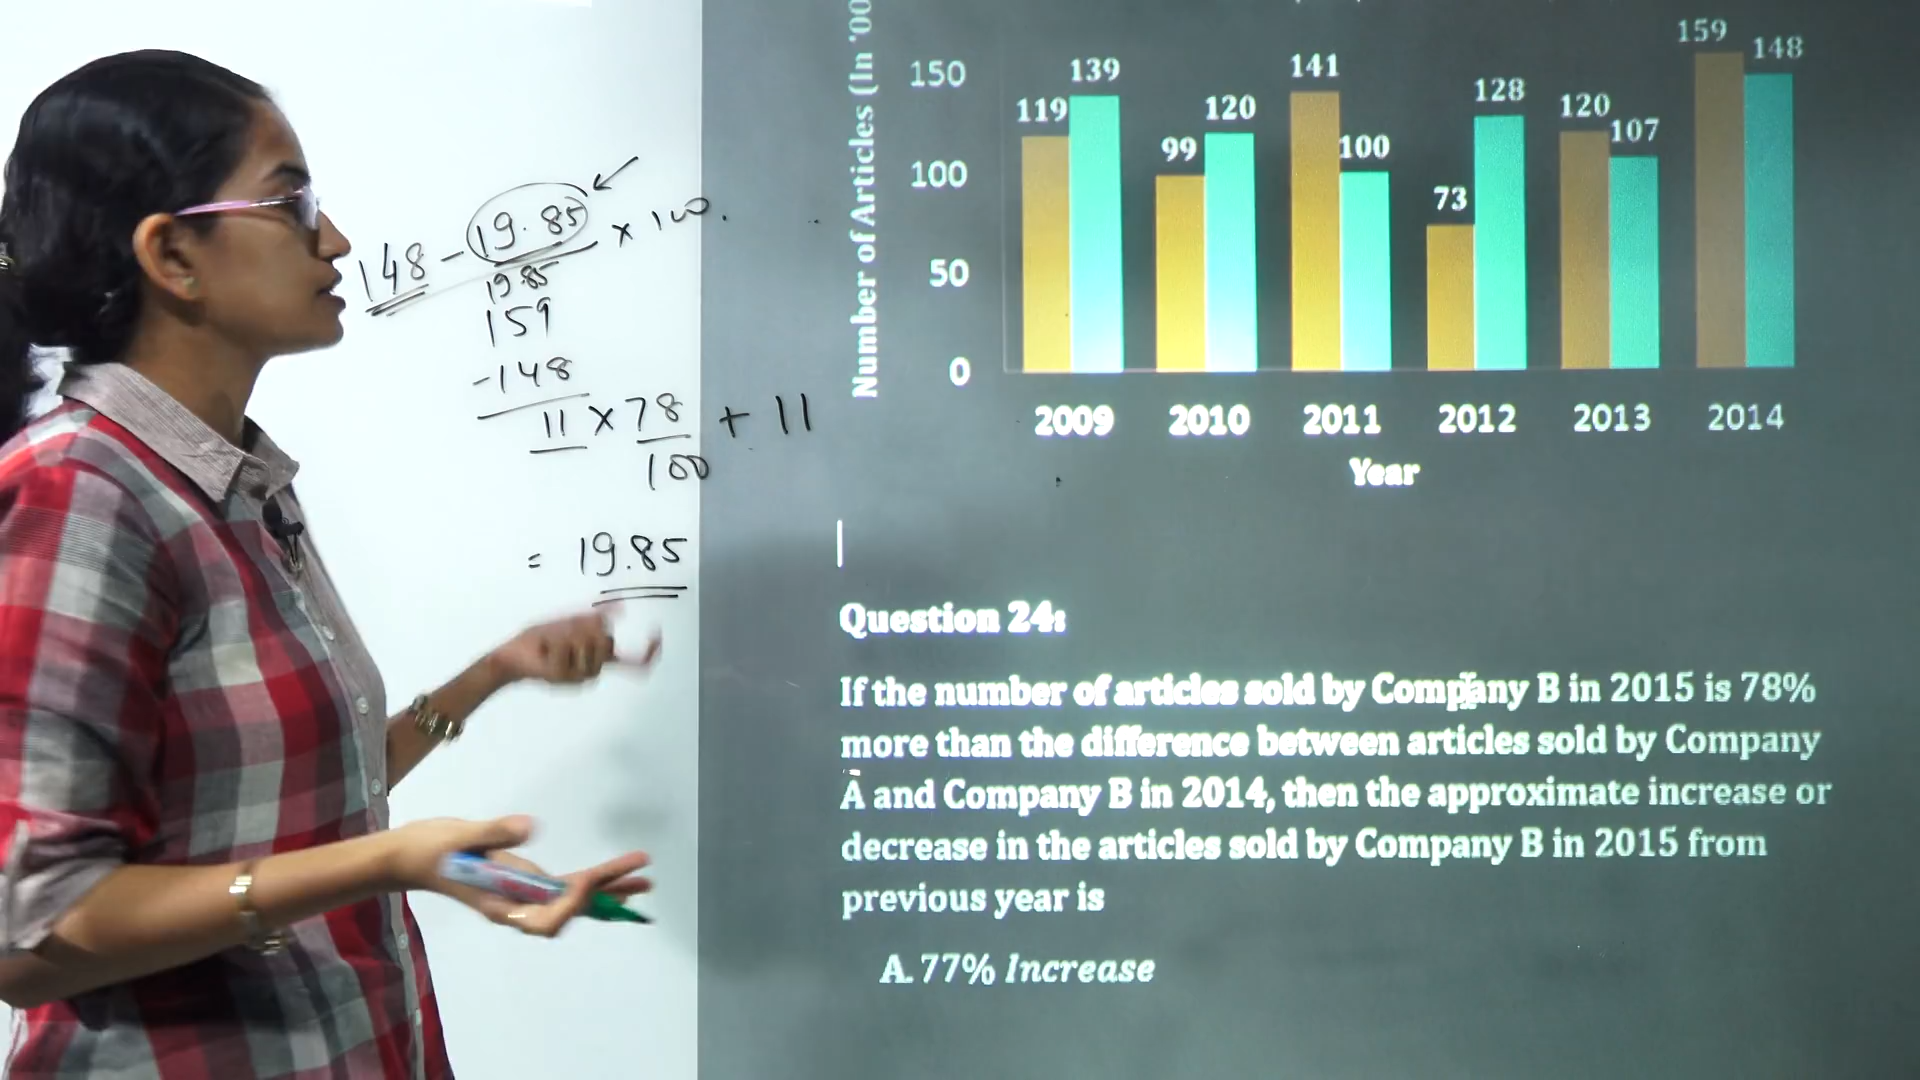 148 - 19.85 × 100.
19.85
159
-148
11 × 78 + 11
100
= 19.85
Number of Articles (In '00
150
100
50
0
119 139
99 120
141 100
73 128
120 107
159 148
2009 2010 2011 2012 2013 2014
Year
Question 24:
If the number of articles sold by Company B in 2015 is 78%
more than the difference between articles sold by Company
A and Company B in 2014, then the approximate increase or
decrease in the articles sold by Company B in 2015 from
previous year is
A. 77% Increase